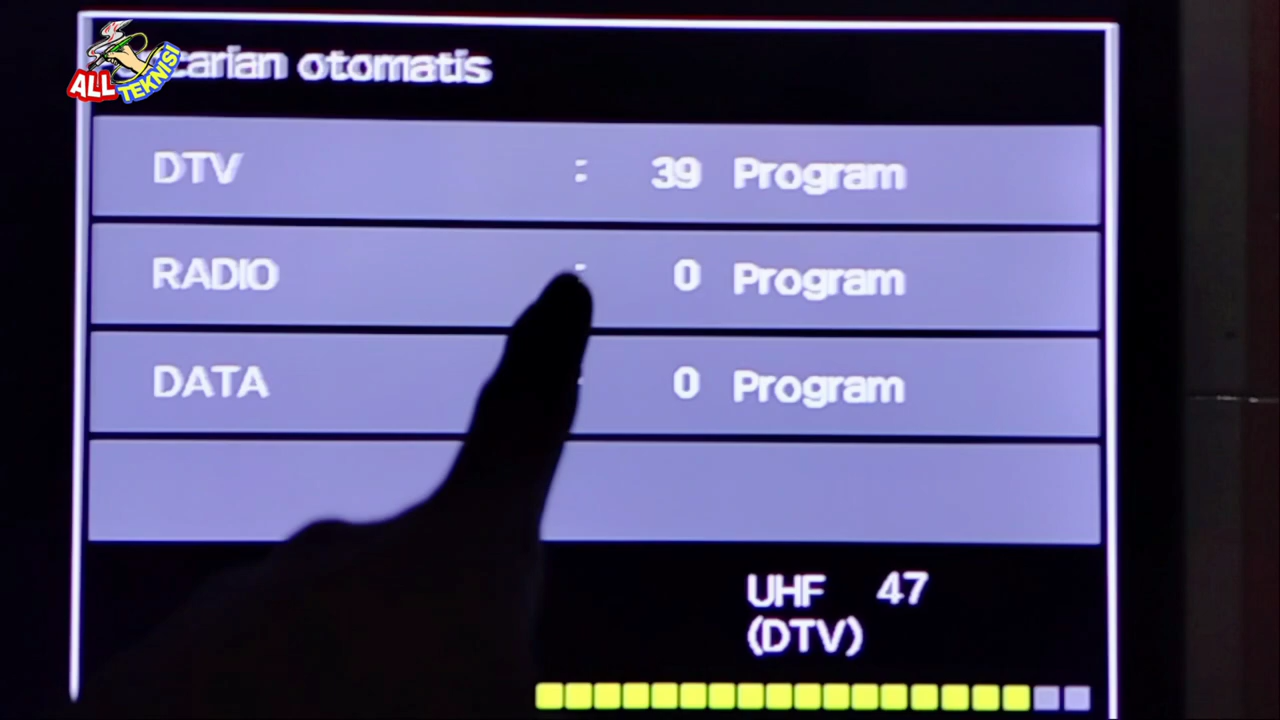 ALL TEKNISI
carian otomatis
DTV : 39 Program
RADIO : 0 Program
DATA 0 Program
UHF 47
(DTV)